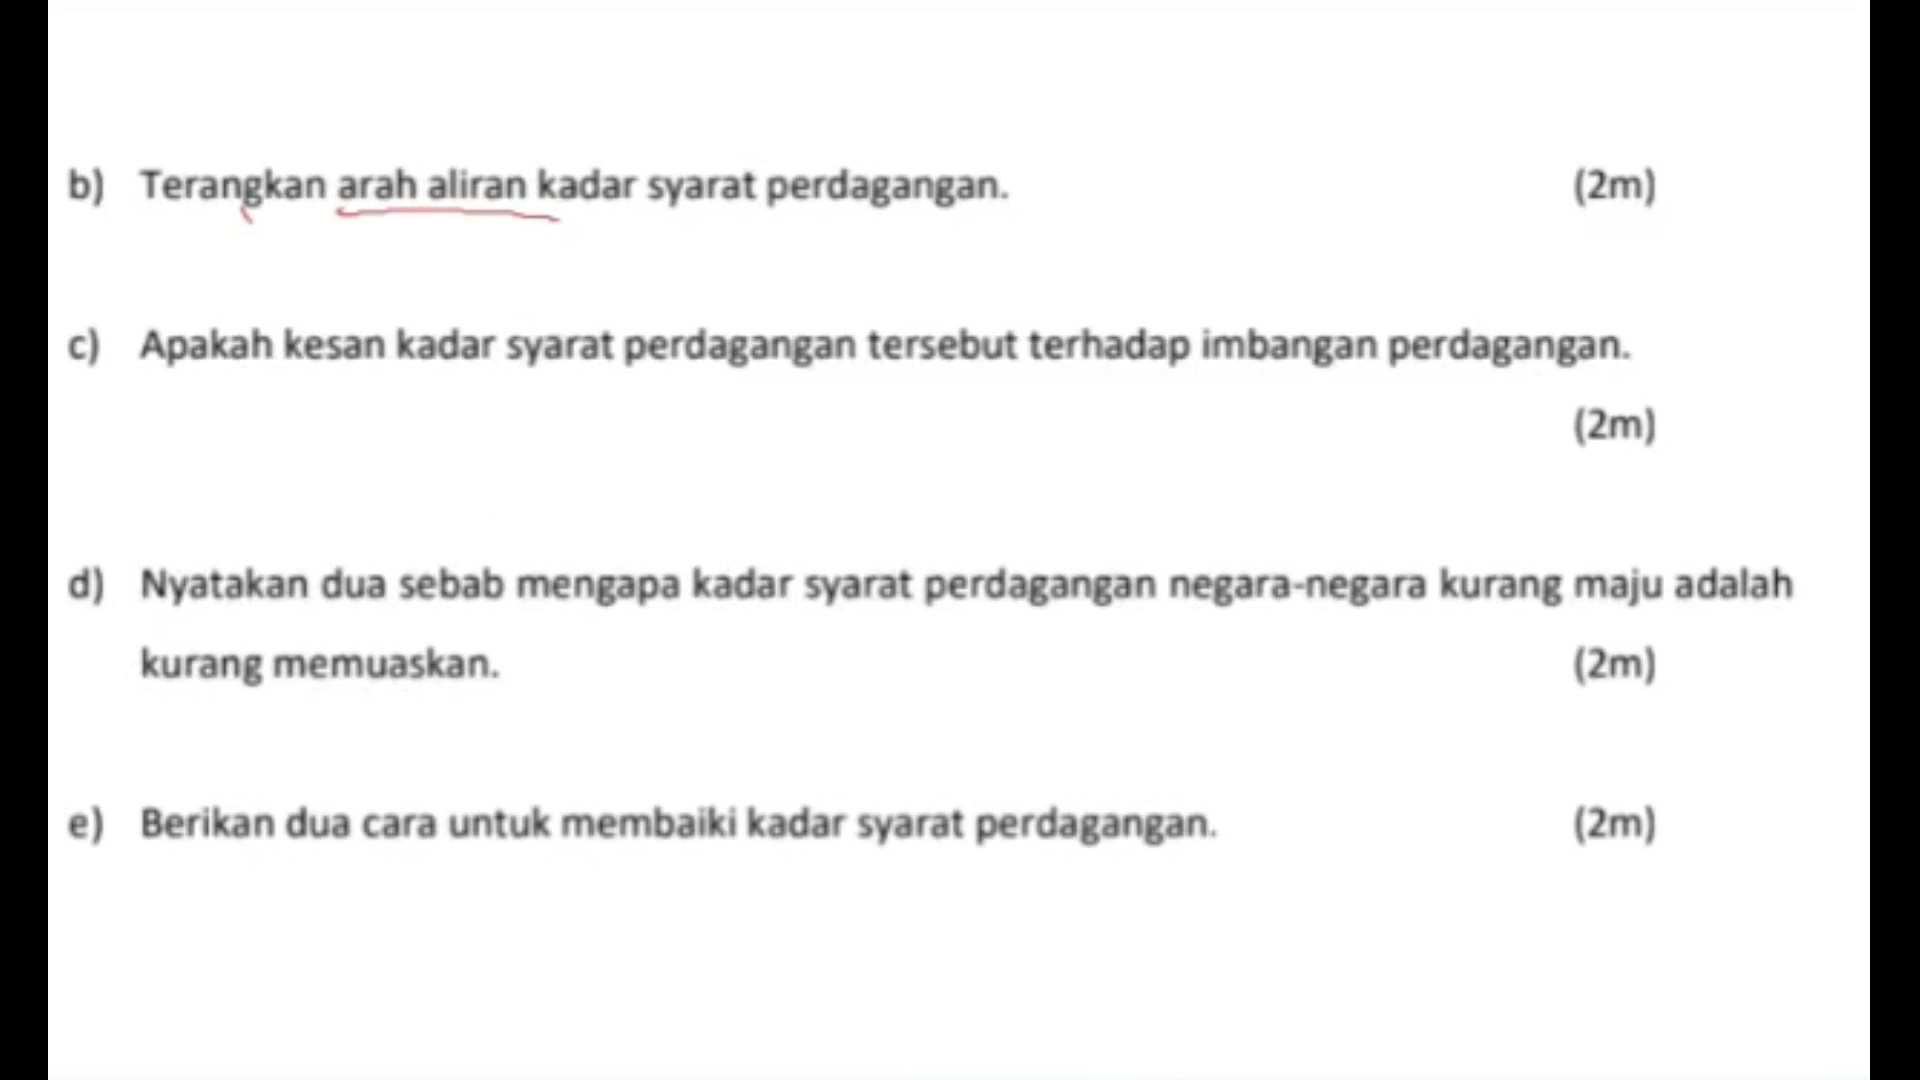 b) Terangkan arah aliran kadar syarat perdagangan. (2m)
c) Apakah kesan kadar syarat perdagangan tersebut terhadap imbangan perdagangan.
(2m)
d) Nyatakan dua sebab mengapa kadar syarat perdagangan negara-negara kurang maju adalah
kurang memuaskan. (2m)
e) Berikan dua cara untuk membaiki kadar syarat perdagangan. (2m)